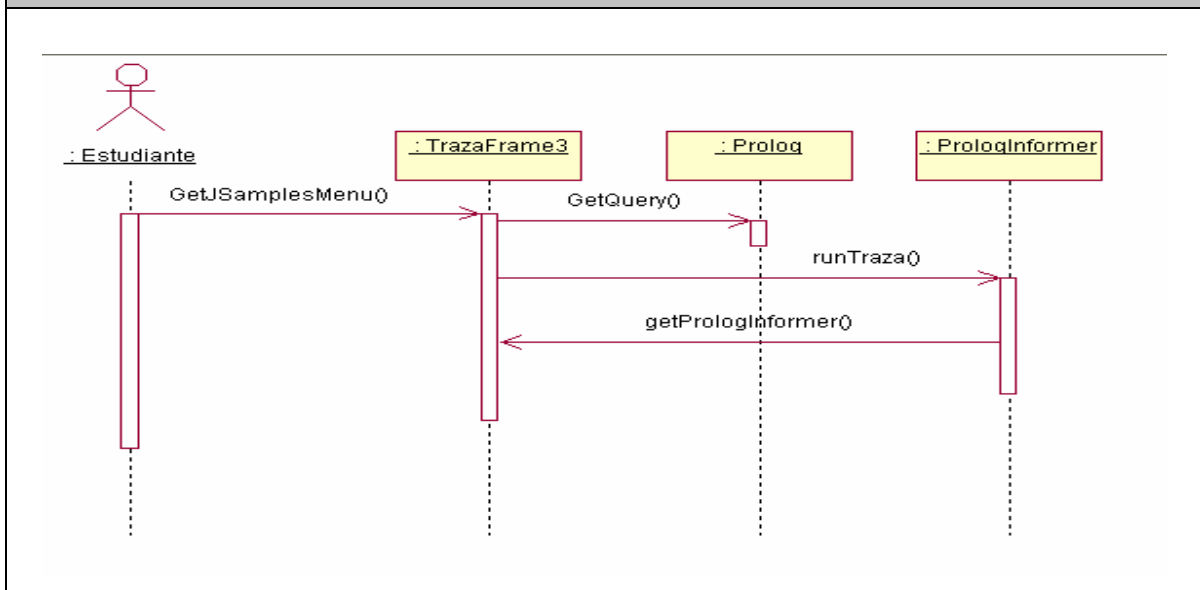 : Estudiante
: TrazaFrame3
: Prolog
: PrologInformer
GetJSamplesMenu()
GetQuery()
runTraza()
getPrologInformer()